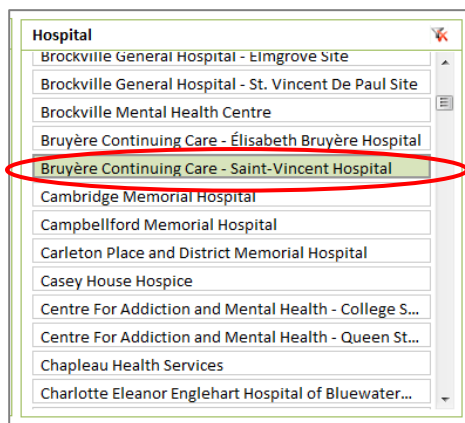 Hospital
Brockville General Hospital - Elmgrove Site
Brockville General Hospital - St. Vincent De Paul Site
Brockville Mental Health Centre
Bruyère Continuing Care - Élisabeth Bruyère Hospital
Bruyère Continuing Care - Saint-Vincent Hospital
Cambridge Memorial Hospital
Campbellford Memorial Hospital
Carleton Place and District Memorial Hospital
Casey House Hospice
Centre For Addiction and Mental Health - College S...
Centre For Addiction and Mental Health - Queen St...
Chapleau Health Services
Charlotte Eleanor Englehart Hospital of Bluewater...